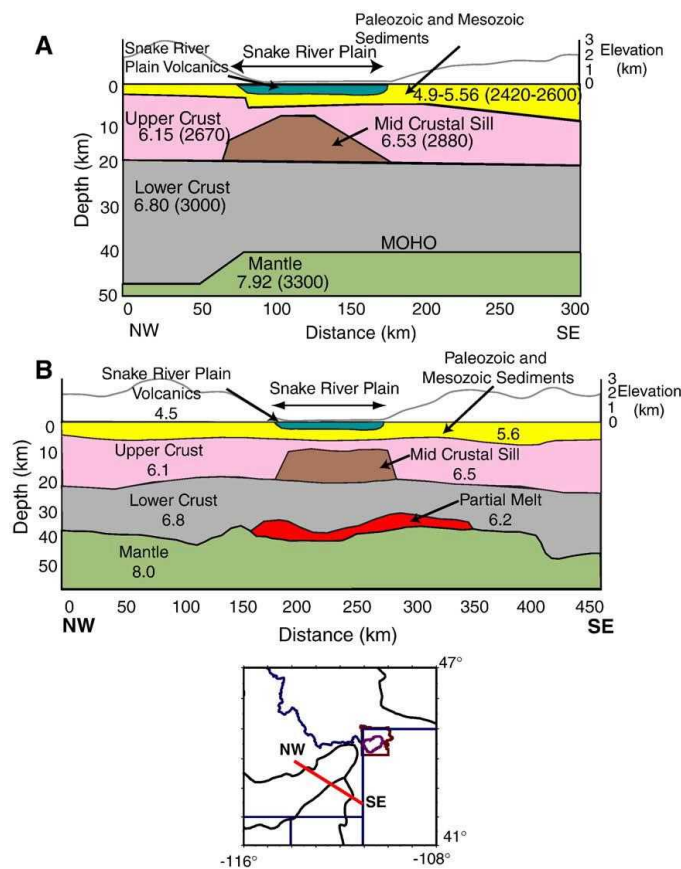 A
Snake River
Plain Volcanics
Snake River Plain
Paleozoic and Mesozoic
Sediments
3
2
1
0
Elevation
(km)
0
10
20
30
40
50
Depth (km)
4.9-5.56 (2420-2600)
Upper Crust
6.15 (2670)
Mid Crustal Sill
6.53 (2880)
Lower Crust
6.80 (3000)
MOHO
Mantle
7.92 (3300)
0 50 100 150 200 250 300
NW Distance (km) SE
B
Snake River Plain
Volcanics
4.5
Snake River Plain
Paleozoic and
Mesozoic Sediments
3
2
1
0
Elevation
(km)
0
10
20
30
40
50
Depth (km)
5.6
Upper Crust
6.1
Mid Crustal Sill
6.5
Lower Crust
6.8
Partial Melt
6.2
Mantle
8.0
0 50 100 150 200 250 300 350 400 450
NW Distance (km) SE
47°
NW
SE
41°
-116° -108°